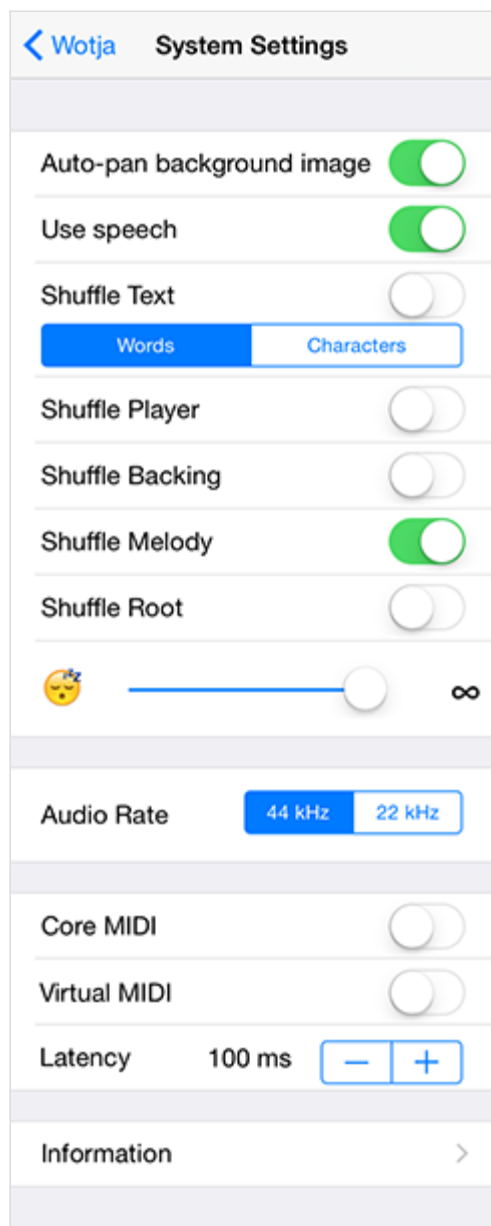 Wotja System Settings
Auto-pan background image
Use speech
Shuffle Text
Words Characters
Shuffle Player
Shuffle Backing
Shuffle Melody
Shuffle Root
∞
Audio Rate 44 kHz 22 kHz
Core MIDI
Virtual MIDI
Latency 100 ms − +
Information